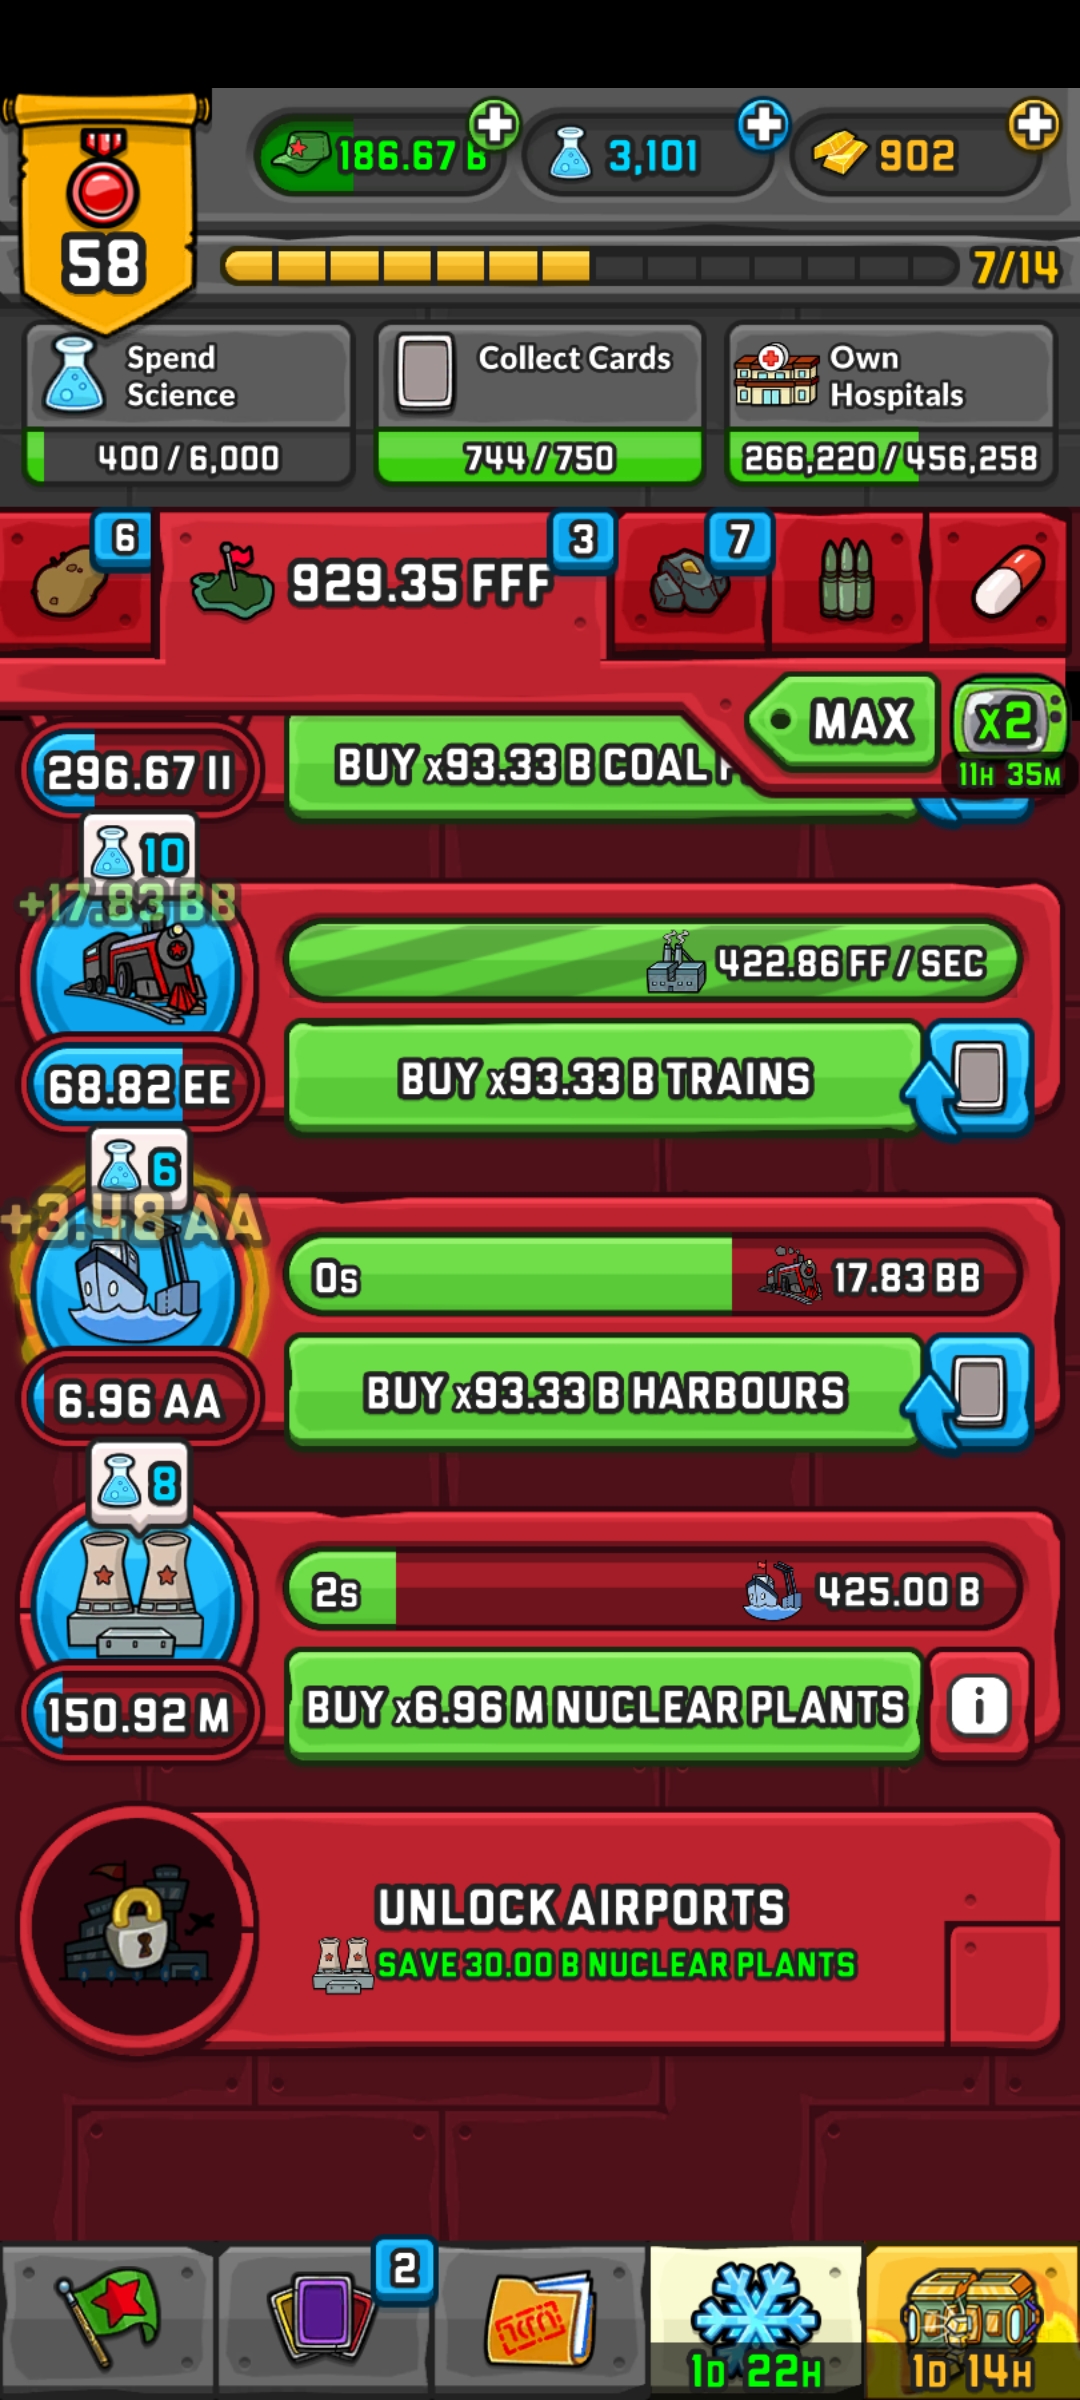 186.67 B
3,101
902
58
7/14
Spend
Science
400 / 6,000
Collect Cards
744 / 750
Own
Hospitals
266,220 / 456,258
6
929.35 FFF
3
7
MAX
x2
11H 35M
296.67 II
BUY x93.33 B COAL
10
+17.83 BB
422.86 FF / SEC
68.82 EE
BUY x93.33 B TRAINS
6
+3.48 AA
0s
17.83 BB
6.96 AA
BUY x93.33 B HARBOURS
8
2s
425.00 B
150.92 M
BUY x6.96 M NUCLEAR PLANTS
i
UNLOCK AIRPORTS
SAVE 30.00 B NUCLEAR PLANTS
2
1D 22H
1D 14H